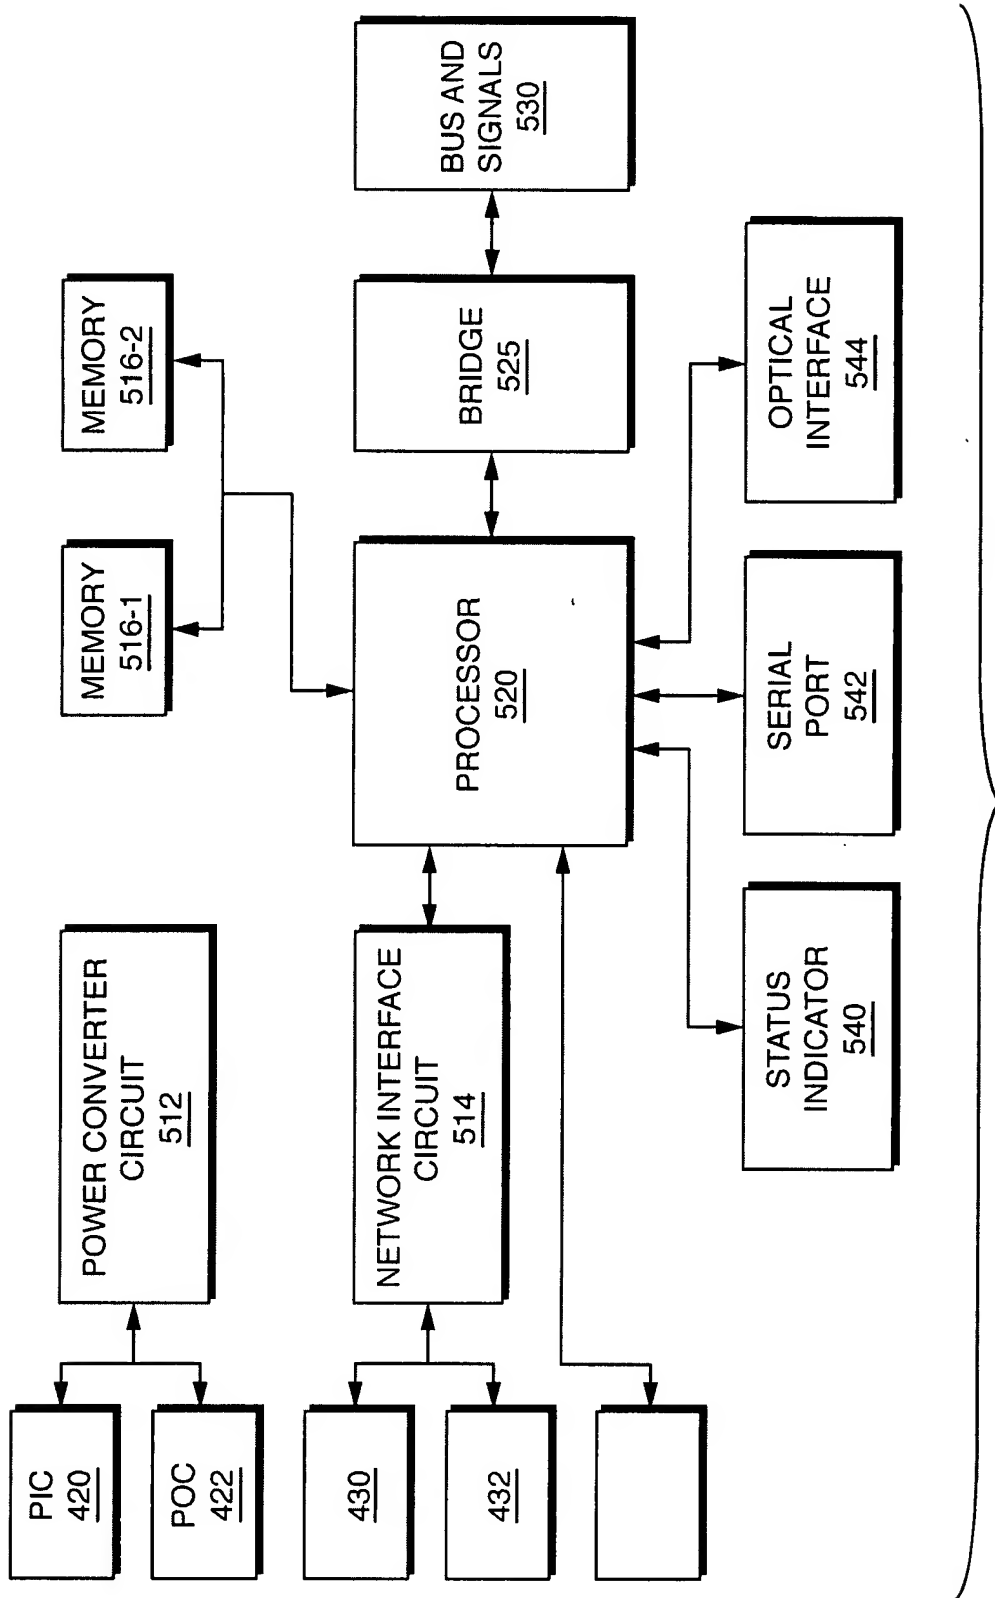 PIC
420
POC
422
430
432
POWER CONVERTER
CIRCUIT
512
NETWORK INTERFACE
CIRCUIT
514
MEMORY
516-1
MEMORY
516-2
PROCESSOR
520
BRIDGE
525
BUS AND
SIGNALS
530
STATUS
INDICATOR
540
SERIAL
PORT
542
OPTICAL
INTERFACE
544